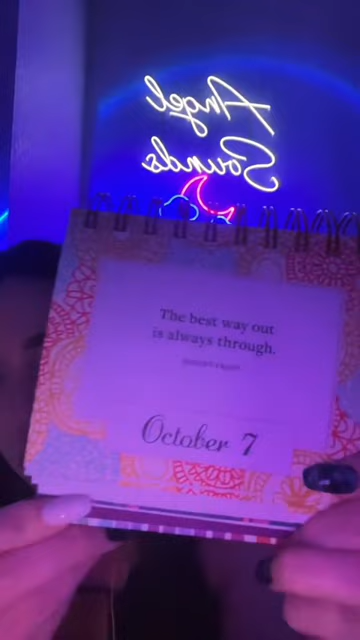 Angel
Sounds
The best way out
is always through.
October 7